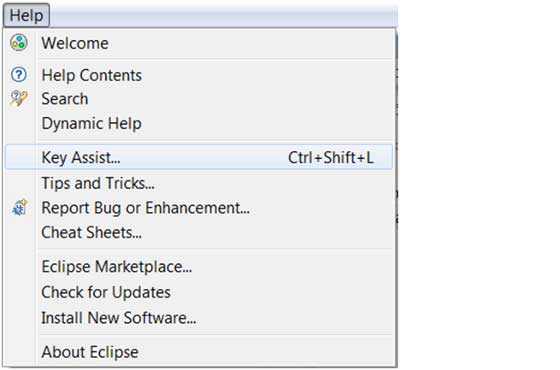 Help
Welcome
Help Contents
Search
Dynamic Help
Key Assist... Ctrl+Shift+L
Tips and Tricks...
Report Bug or Enhancement...
Cheat Sheets...
Eclipse Marketplace...
Check for Updates
Install New Software...
About Eclipse